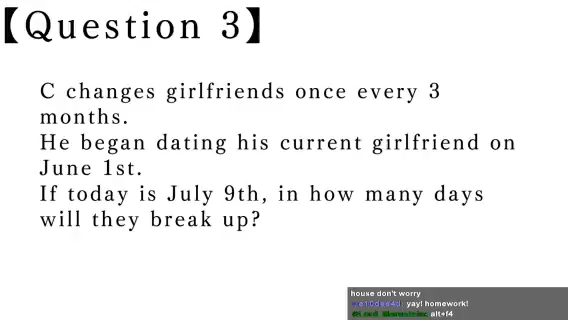 【Question 3】
C changes girlfriends once every 3
months.
He began dating his current girlfriend on
June 1st.
If today is July 9th, in how many days
will they break up?
house don't worry
yay! homework!
alt+f4